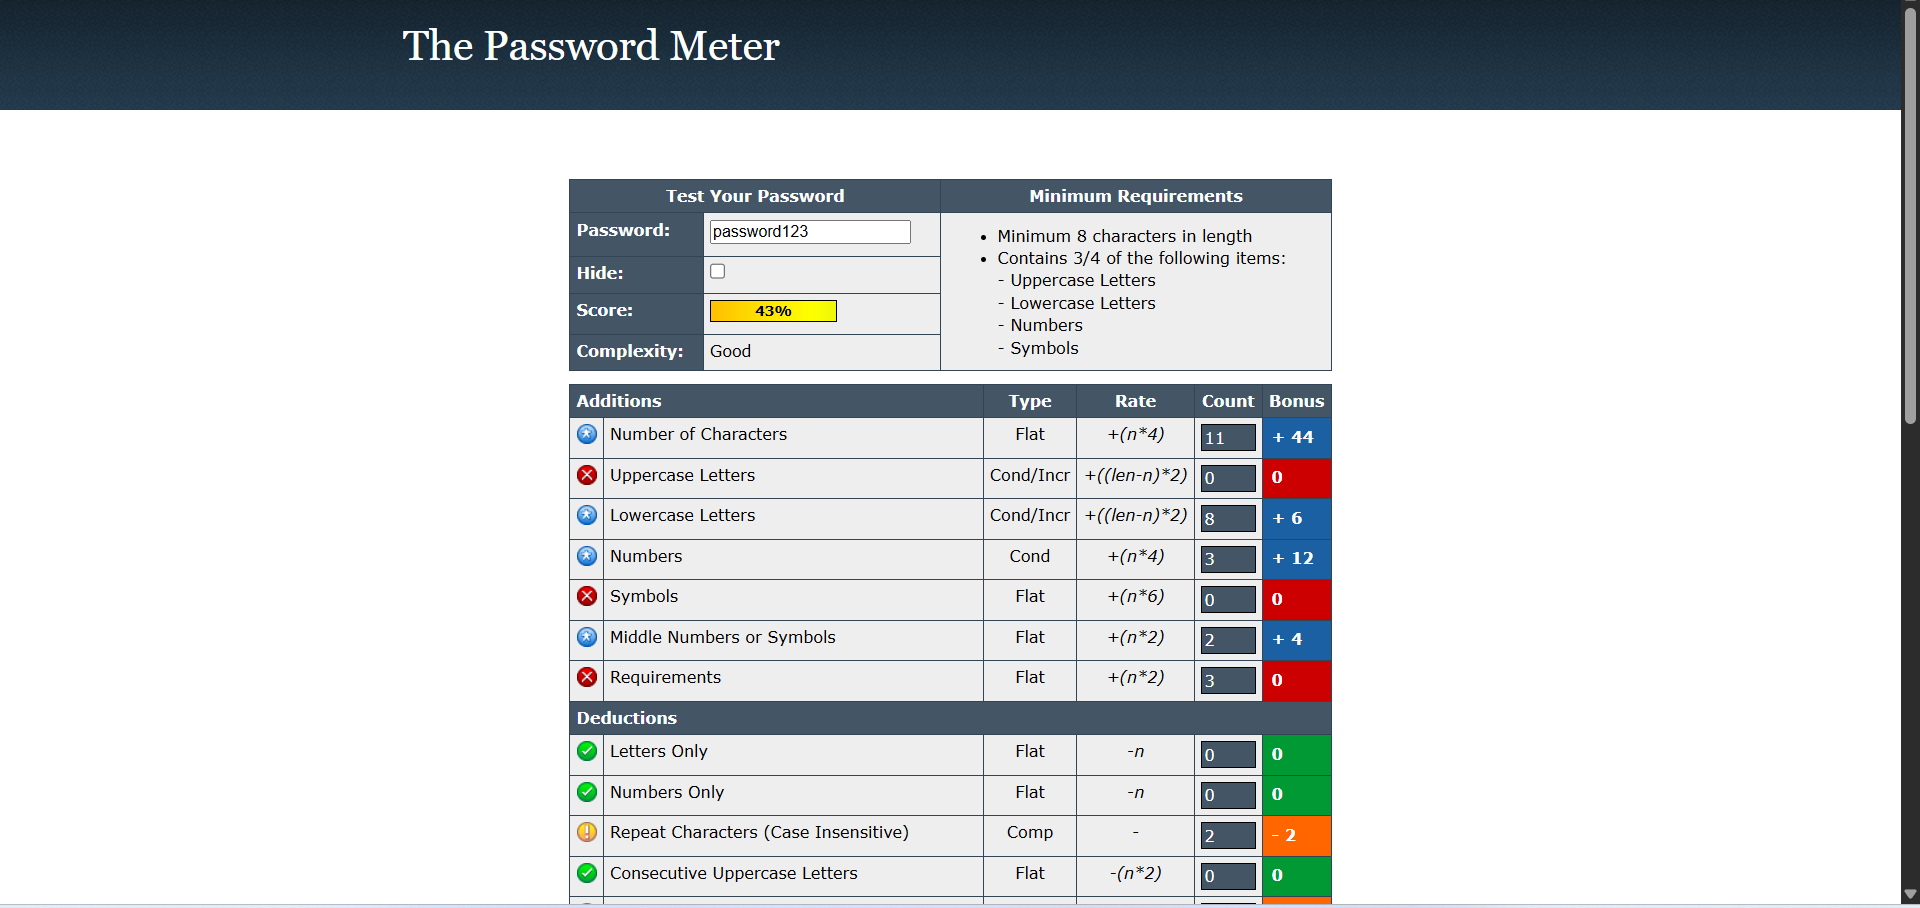 The Password Meter
Test Your Password Minimum Requirements
Password: password123
Hide:
Score: 43%
Complexity: Good
• Minimum 8 characters in length
• Contains 3/4 of the following items:
- Uppercase Letters
- Lowercase Letters
- Numbers
- Symbols
Additions Type Rate Count Bonus
Number of Characters Flat +(n*4) 11 + 44
Uppercase Letters Cond/Incr +((len-n)*2) 0 0
Lowercase Letters Cond/Incr +((len-n)*2) 8 + 6
Numbers Cond +(n*4) 3 + 12
Symbols Flat +(n*6) 0 0
Middle Numbers or Symbols Flat +(n*2) 2 + 4
Requirements Flat +(n*2) 3 0
Deductions
Letters Only Flat -n 0 0
Numbers Only Flat -n 0 0
Repeat Characters (Case Insensitive) Comp - 2 - 2
Consecutive Uppercase Letters Flat -(n*2) 0 0